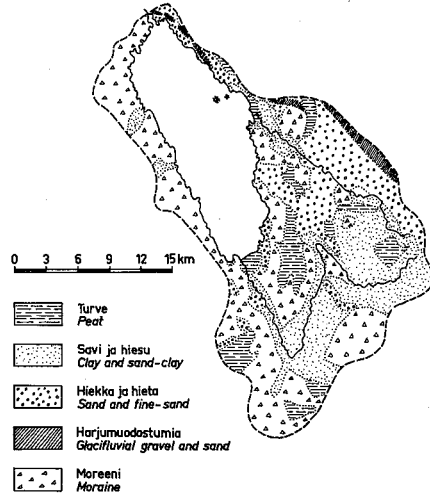 0 3 6 9 12 15 km
Turve
Peat
Savi ja hiesu
Clay and sand-clay
Hiekka ja hieta
Sand and fine-sand
Harjumuodostumia
Glacifluvial gravel and sand
Moreeni
Moraine